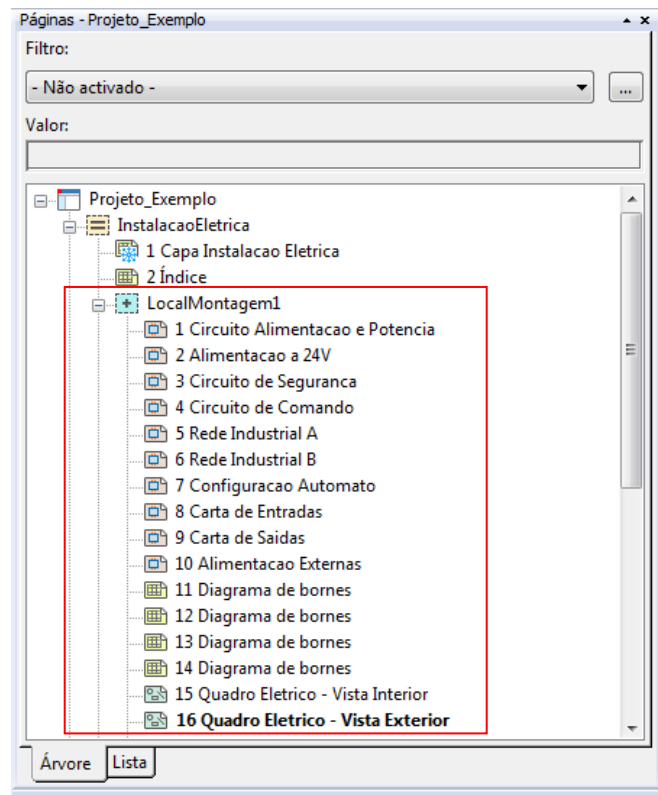 Páginas - Projeto_Exemplo
Filtro:
- Não activado -
...
Valor:
Projeto_Exemplo
InstalacaoEletrica
1 Capa Instalacao Eletrica
2 Índice
LocalMontagem1
1 Circuito Alimentacao e Potencia
2 Alimentacao a 24V
3 Circuito de Seguranca
4 Circuito de Comando
5 Rede Industrial A
6 Rede Industrial B
7 Configuracao Automato
8 Carta de Entradas
9 Carta de Saidas
10 Alimentacao Externas
11 Diagrama de bornes
12 Diagrama de bornes
13 Diagrama de bornes
14 Diagrama de bornes
15 Quadro Eletrico - Vista Interior
16 Quadro Eletrico - Vista Exterior
Árvore Lista